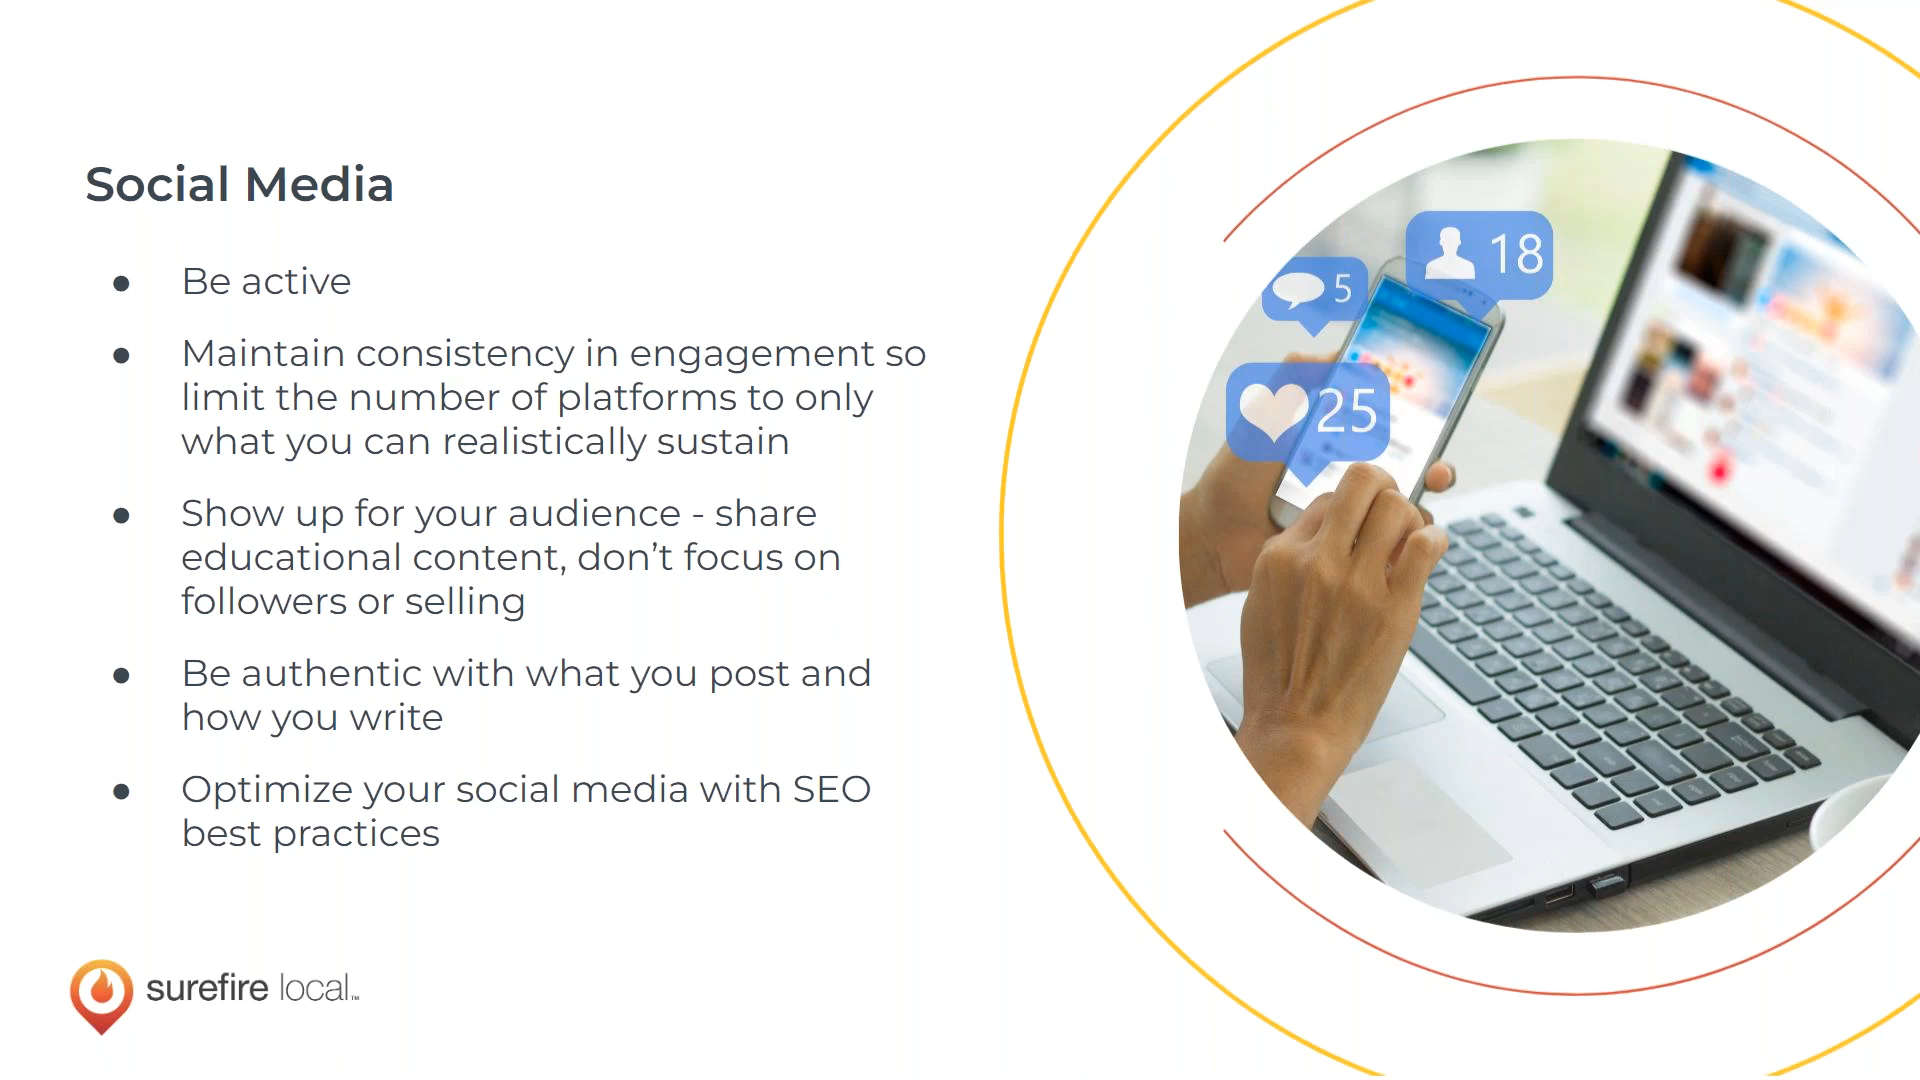 Social Media
● Be active
● Maintain consistency in engagement so
limit the number of platforms to only
what you can realistically sustain
● Show up for your audience - share
educational content, don’t focus on
followers or selling
● Be authentic with what you post and
how you write
● Optimize your social media with SEO
best practices
surefire local™
18
5
25